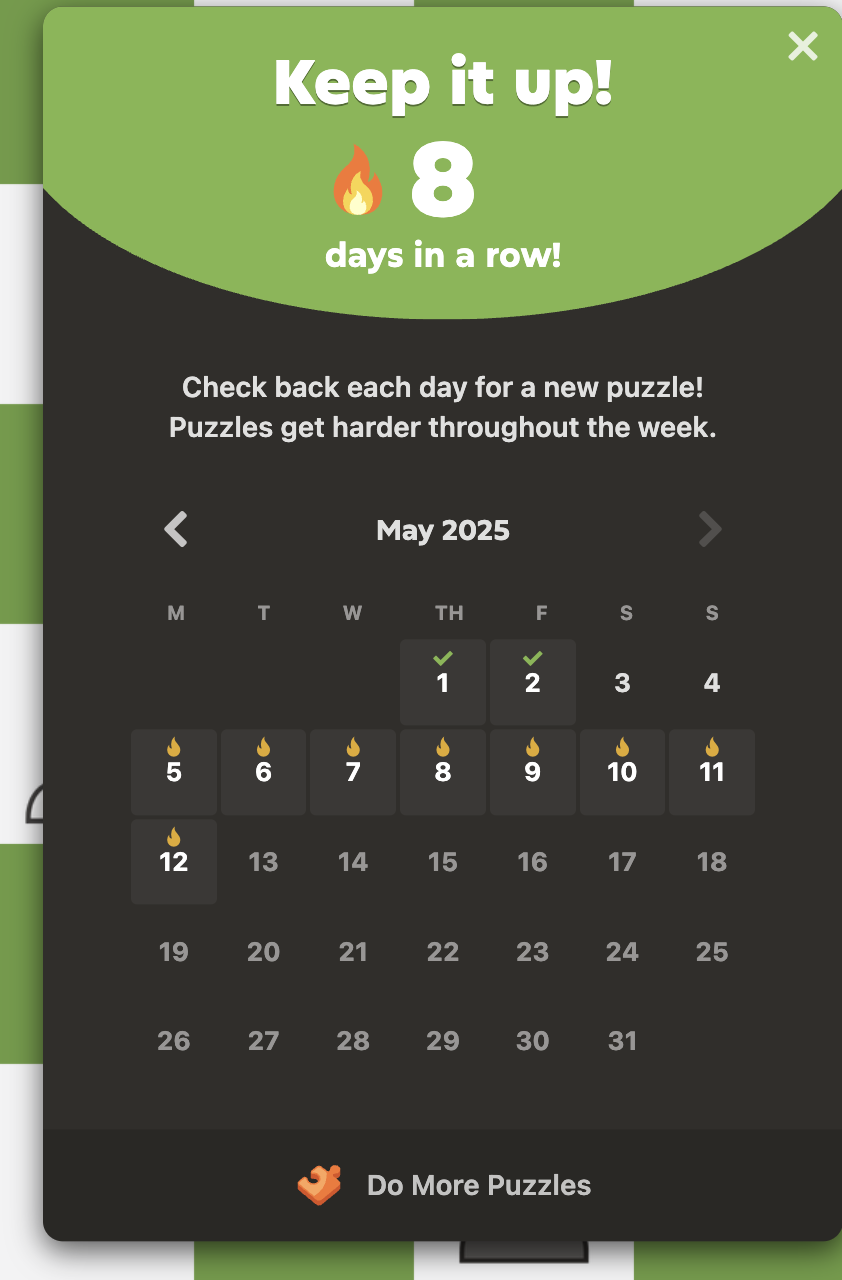 Keep it up!
8
days in a row!
Check back each day for a new puzzle!
Puzzles get harder throughout the week.
May 2025
M T W TH F S S
1 2 3 4
5 6 7 8 9 10 11
12 13 14 15 16 17 18
19 20 21 22 23 24 25
26 27 28 29 30 31
Do More Puzzles